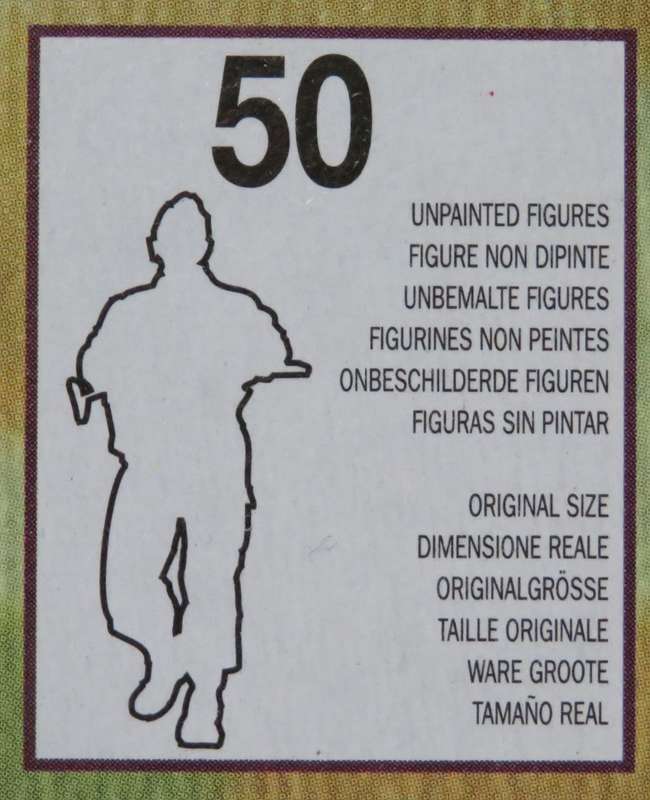 50
UNPAINTED FIGURES
FIGURE NON DIPINTE
UNBEMALTE FIGURES
FIGURINES NON PEINTES
ONBESCHILDERDE FIGUREN
FIGURAS SIN PINTAR
ORIGINAL SIZE
DIMENSIONE REALE
ORIGINALGRÖSSE
TAILLE ORIGINALE
WARE GROOTE
TAMAÑO REAL